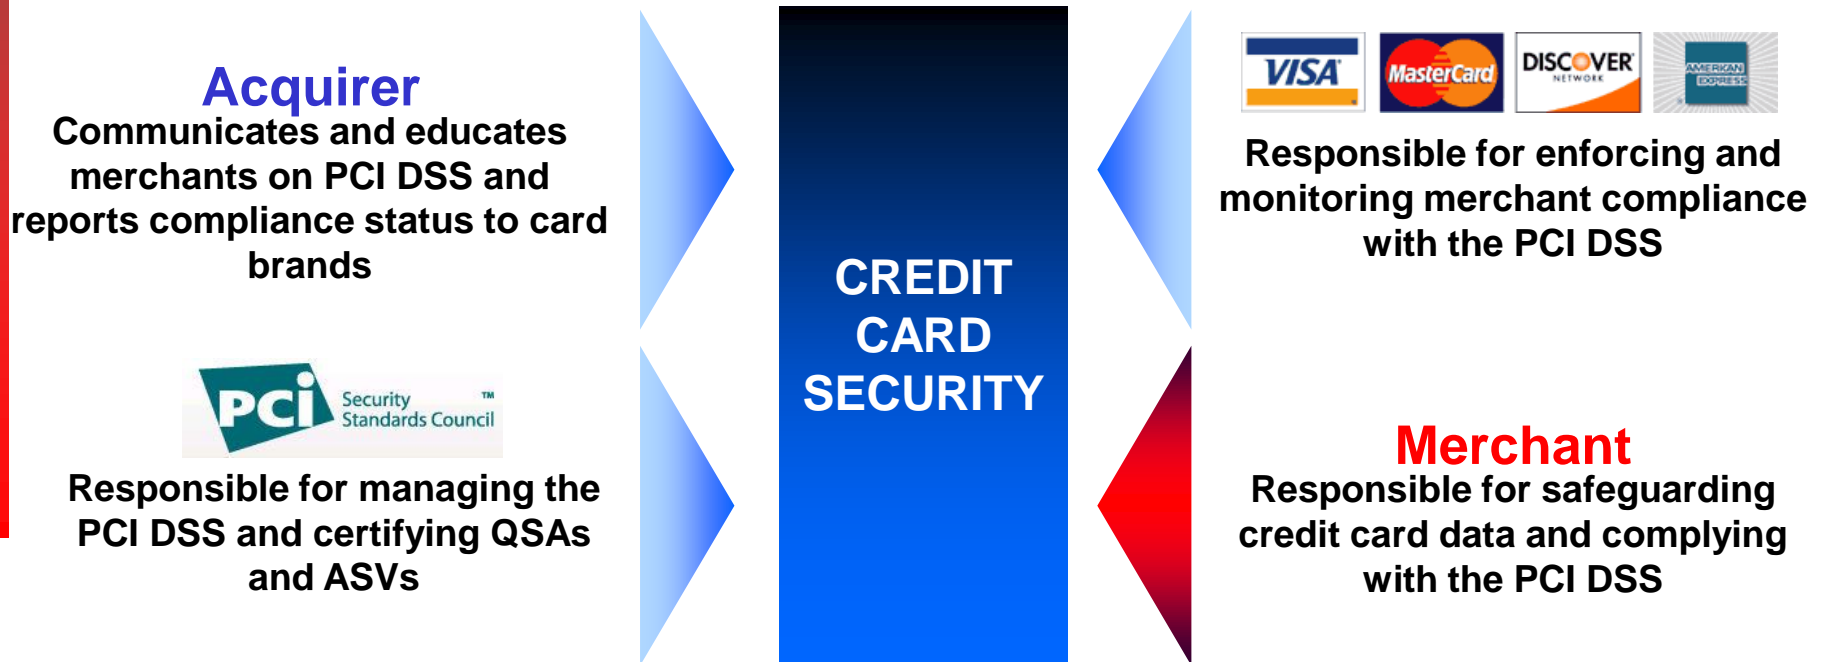 Acquirer
Communicates and educates
merchants on PCI DSS and
reports compliance status to card
brands
PCi Security ™
Standards Council
Responsible for managing the
PCI DSS and certifying QSAs
and ASVs
CREDIT
CARD
SECURITY
VISA MasterCard DISCOVER AMERICAN
NETWORK EXPRESS
Responsible for enforcing and
monitoring merchant compliance
with the PCI DSS
Merchant
Responsible for safeguarding
credit card data and complying
with the PCI DSS